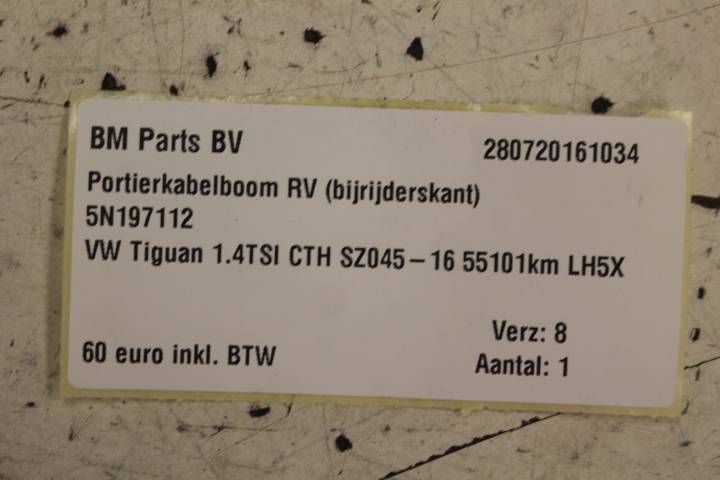 BM Parts BV 280720161034
Portierkabelboom RV (bijrijderskant)
5N197112
VW Tiguan 1.4TSI CTH SZ045-16 55101km LH5X
Verz: 8
60 euro inkl. BTW
Aantal: 1